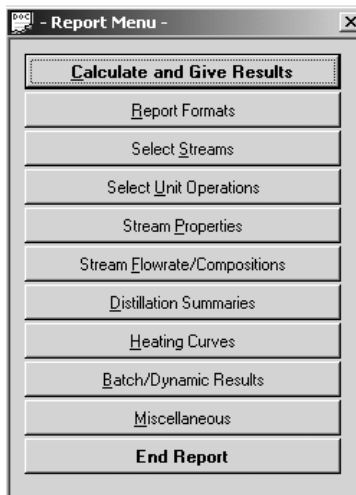 - Report Menu -
Calculate and Give Results
Report Formats
Select Streams
Select Unit Operations
Stream Properties
Stream Flowrate/Compositions
Distillation Summaries
Heating Curves
Batch/Dynamic Results
Miscellaneous
End Report